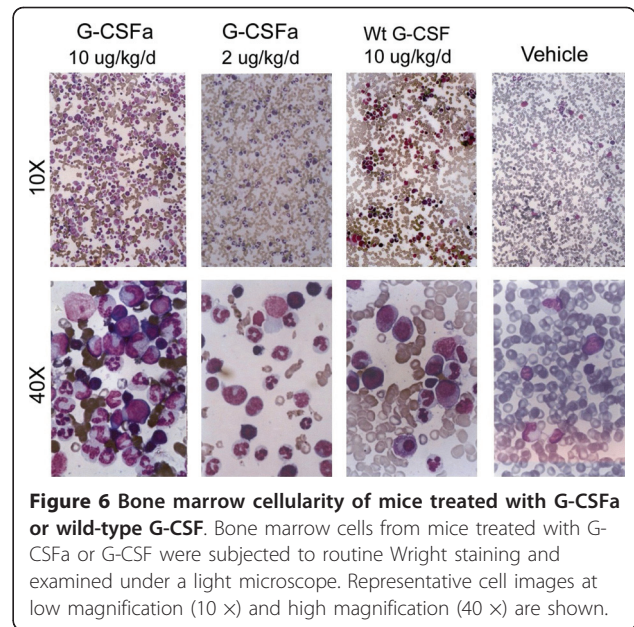 G-CSFa G-CSFa Wt G-CSF Vehicle
10 ug/kg/d 2 ug/kg/d 10 ug/kg/d
10X
40X
Figure 6 Bone marrow cellularity of mice treated with G-CSFa
or wild-type G-CSF. Bone marrow cells from mice treated with G-
CSFa or G-CSF were subjected to routine Wright staining and
examined under a light microscope. Representative cell images at
low magnification (10 ×) and high magnification (40 ×) are shown.